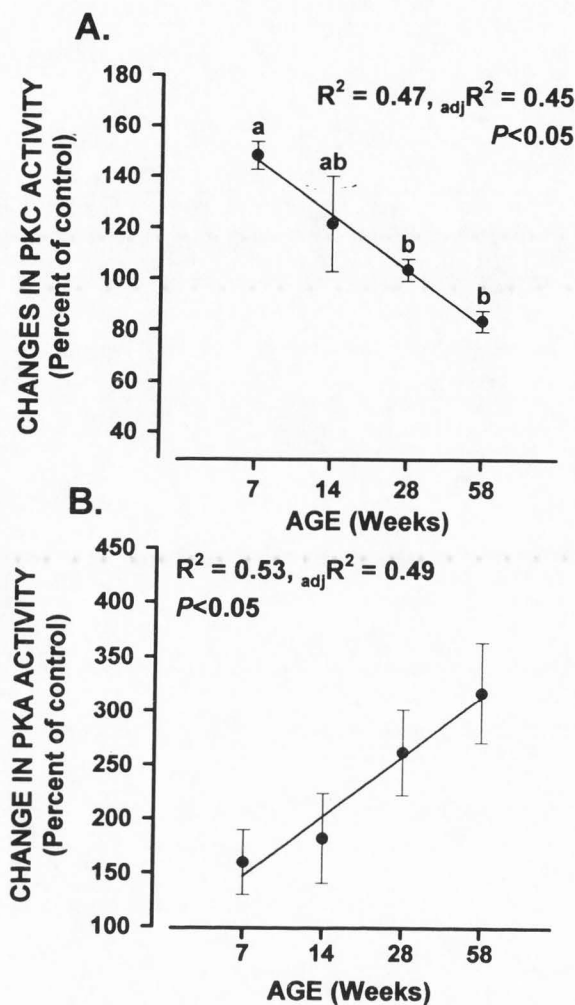 A.
CHANGES IN PKC ACTIVITY
(Percent of control)
180
160
140
120
100
80
60
40
R² = 0.47, adjR² = 0.45
P<0.05
a
ab
b
b
7 14 28 58
AGE (Weeks)
B.
CHANGE IN PKA ACTIVITY
(Percent of control)
450
400
350
300
250
200
150
100
R² = 0.53, adjR² = 0.49
P<0.05
7 14 28 58
AGE (Weeks)